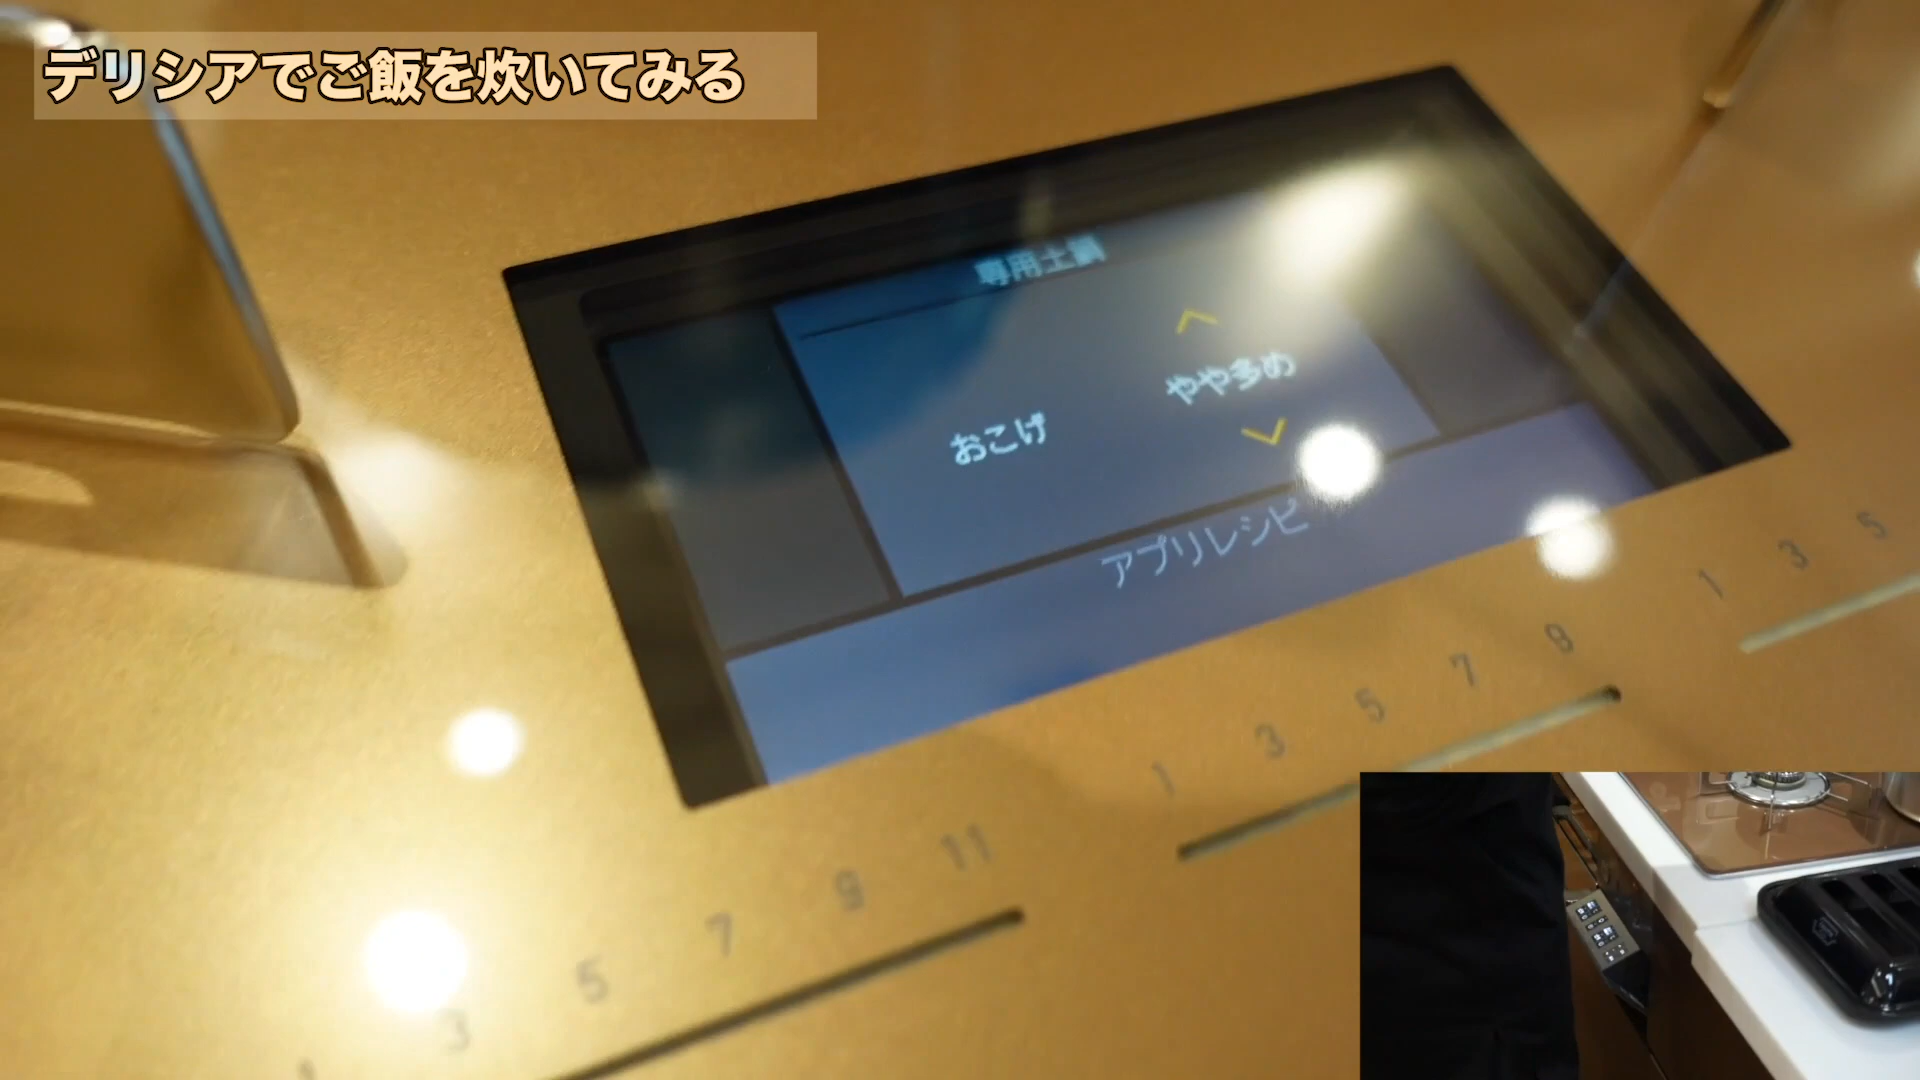 デリシアでご飯を炊いてみる
専用土鍋
やや多め
おこげ
アプリレシピ
1 3 5
1 3 5 7 9
3 5 7 9 11